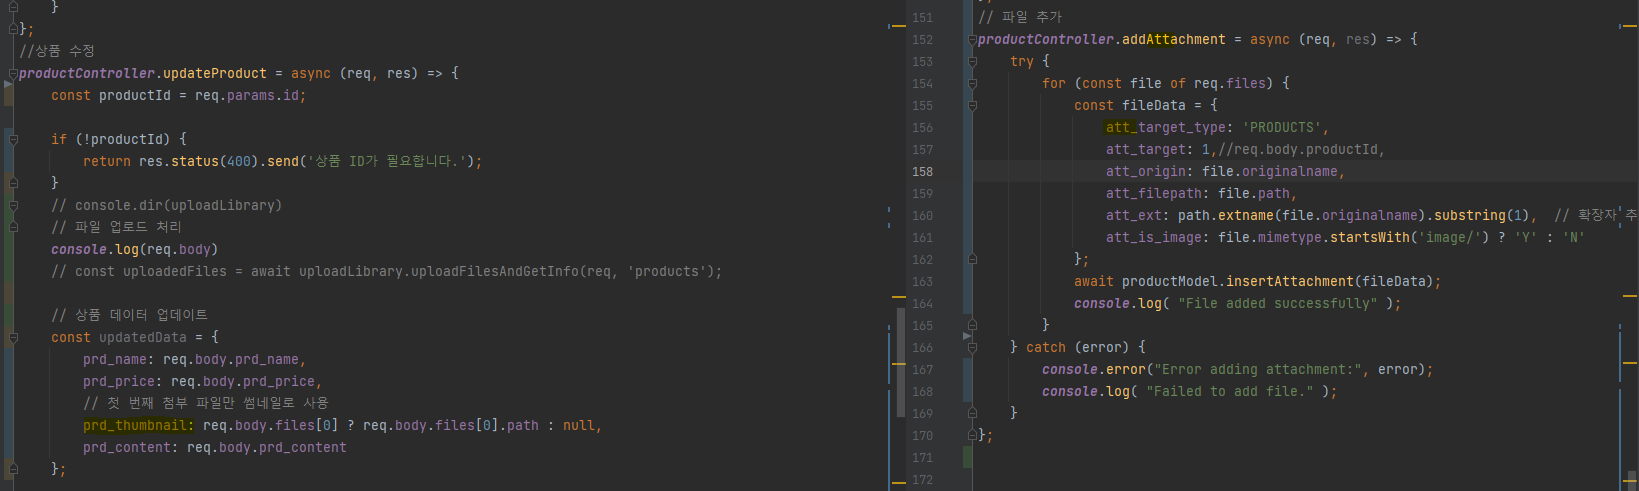 }
};
//상품 수정
productController.updateProduct = async (req, res) => {
const productId = req.params.id;
if (!productId) {
return res.status(400).send('상품 ID가 필요합니다.');
}
// console.dir(uploadLibrary)
// 파일 업로드 처리
console.log(req.body)
// const uploadedFiles = await uploadLibrary.uploadFilesAndGetInfo(req, 'products');
// 상품 데이터 업데이트
const updatedData = {
prd_name: req.body.prd_name,
prd_price: req.body.prd_price,
// 첫 번째 첨부 파일만 썸네일로 사용
prd_thumbnail: req.body.files[0] ? req.body.files[0].path : null,
prd_content: req.body.prd_content
};
151 // 파일 추가
152 productController.addAttachment = async (req, res) => {
153 try {
154 for (const file of req.files) {
155 const fileData = {
156 att_target_type: 'PRODUCTS',
157 att_target: 1,//req.body.productId,
158 att_origin: file.originalname,
159 att_filepath: file.path,
160 att_ext: path.extname(file.originalname).substring(1), // 확장자 추
161 att_is_image: file.mimetype.startsWith('image/') ? 'Y' : 'N'
162 };
163 await productModel.insertAttachment(fileData);
164 console.log( "File added successfully" );
165 }
166 } catch (error) {
167 console.error("Error adding attachment:", error);
168 console.log( "Failed to add file." );
169 }
170 };
171
172